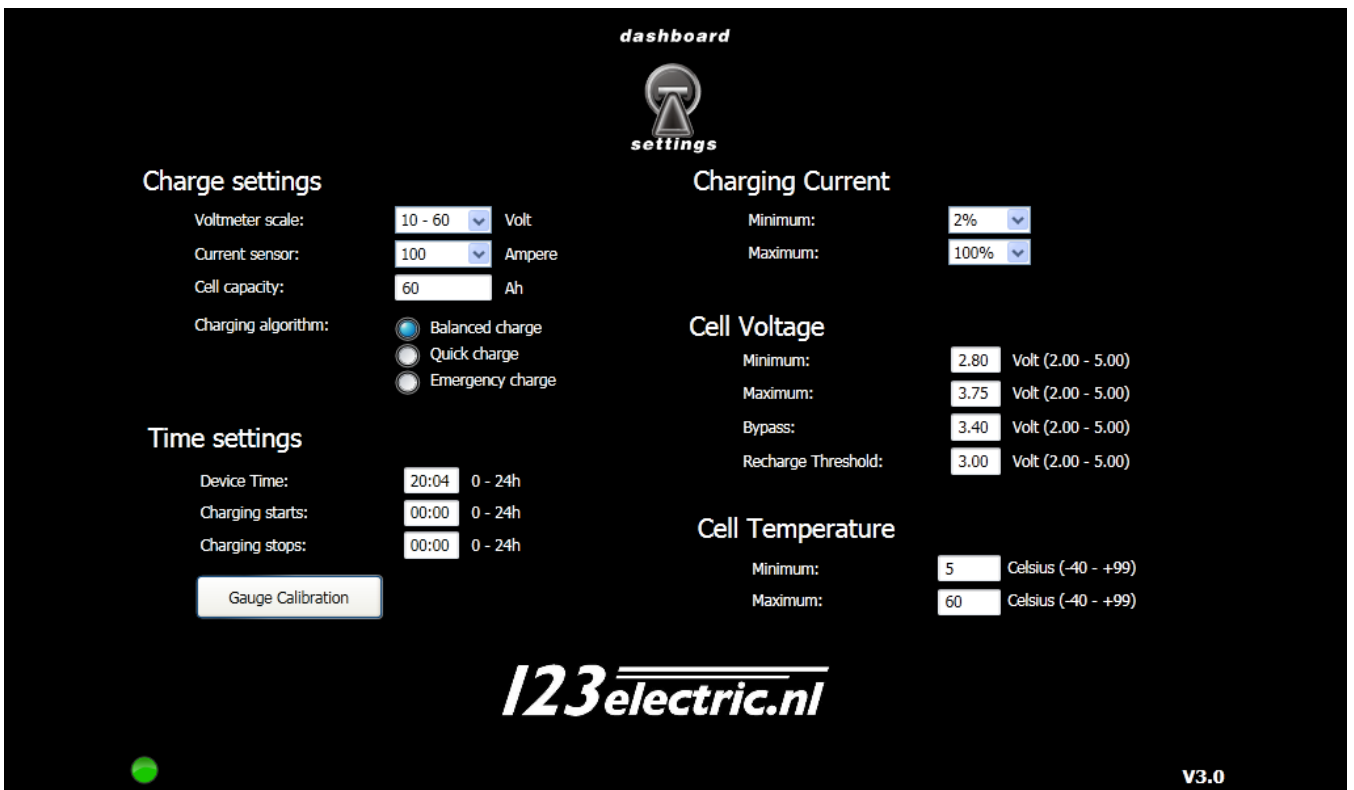 dashboard
settings
Charge settings
Voltmeter scale: 10 - 60 Volt
Current sensor: 100 Ampere
Cell capacity: 60 Ah
Charging algorithm: Balanced charge
Quick charge
Emergency charge
Time settings
Device Time: 20:04 0 - 24h
Charging starts: 00:00 0 - 24h
Charging stops: 00:00 0 - 24h
Gauge Calibration
Charging Current
Minimum: 2%
Maximum: 100%
Cell Voltage
Minimum: 2.80 Volt (2.00 - 5.00)
Maximum: 3.75 Volt (2.00 - 5.00)
Bypass: 3.40 Volt (2.00 - 5.00)
Recharge Threshold: 3.00 Volt (2.00 - 5.00)
Cell Temperature
Minimum: 5 Celsius (-40 - +99)
Maximum: 60 Celsius (-40 - +99)
123electric.nl
V3.0